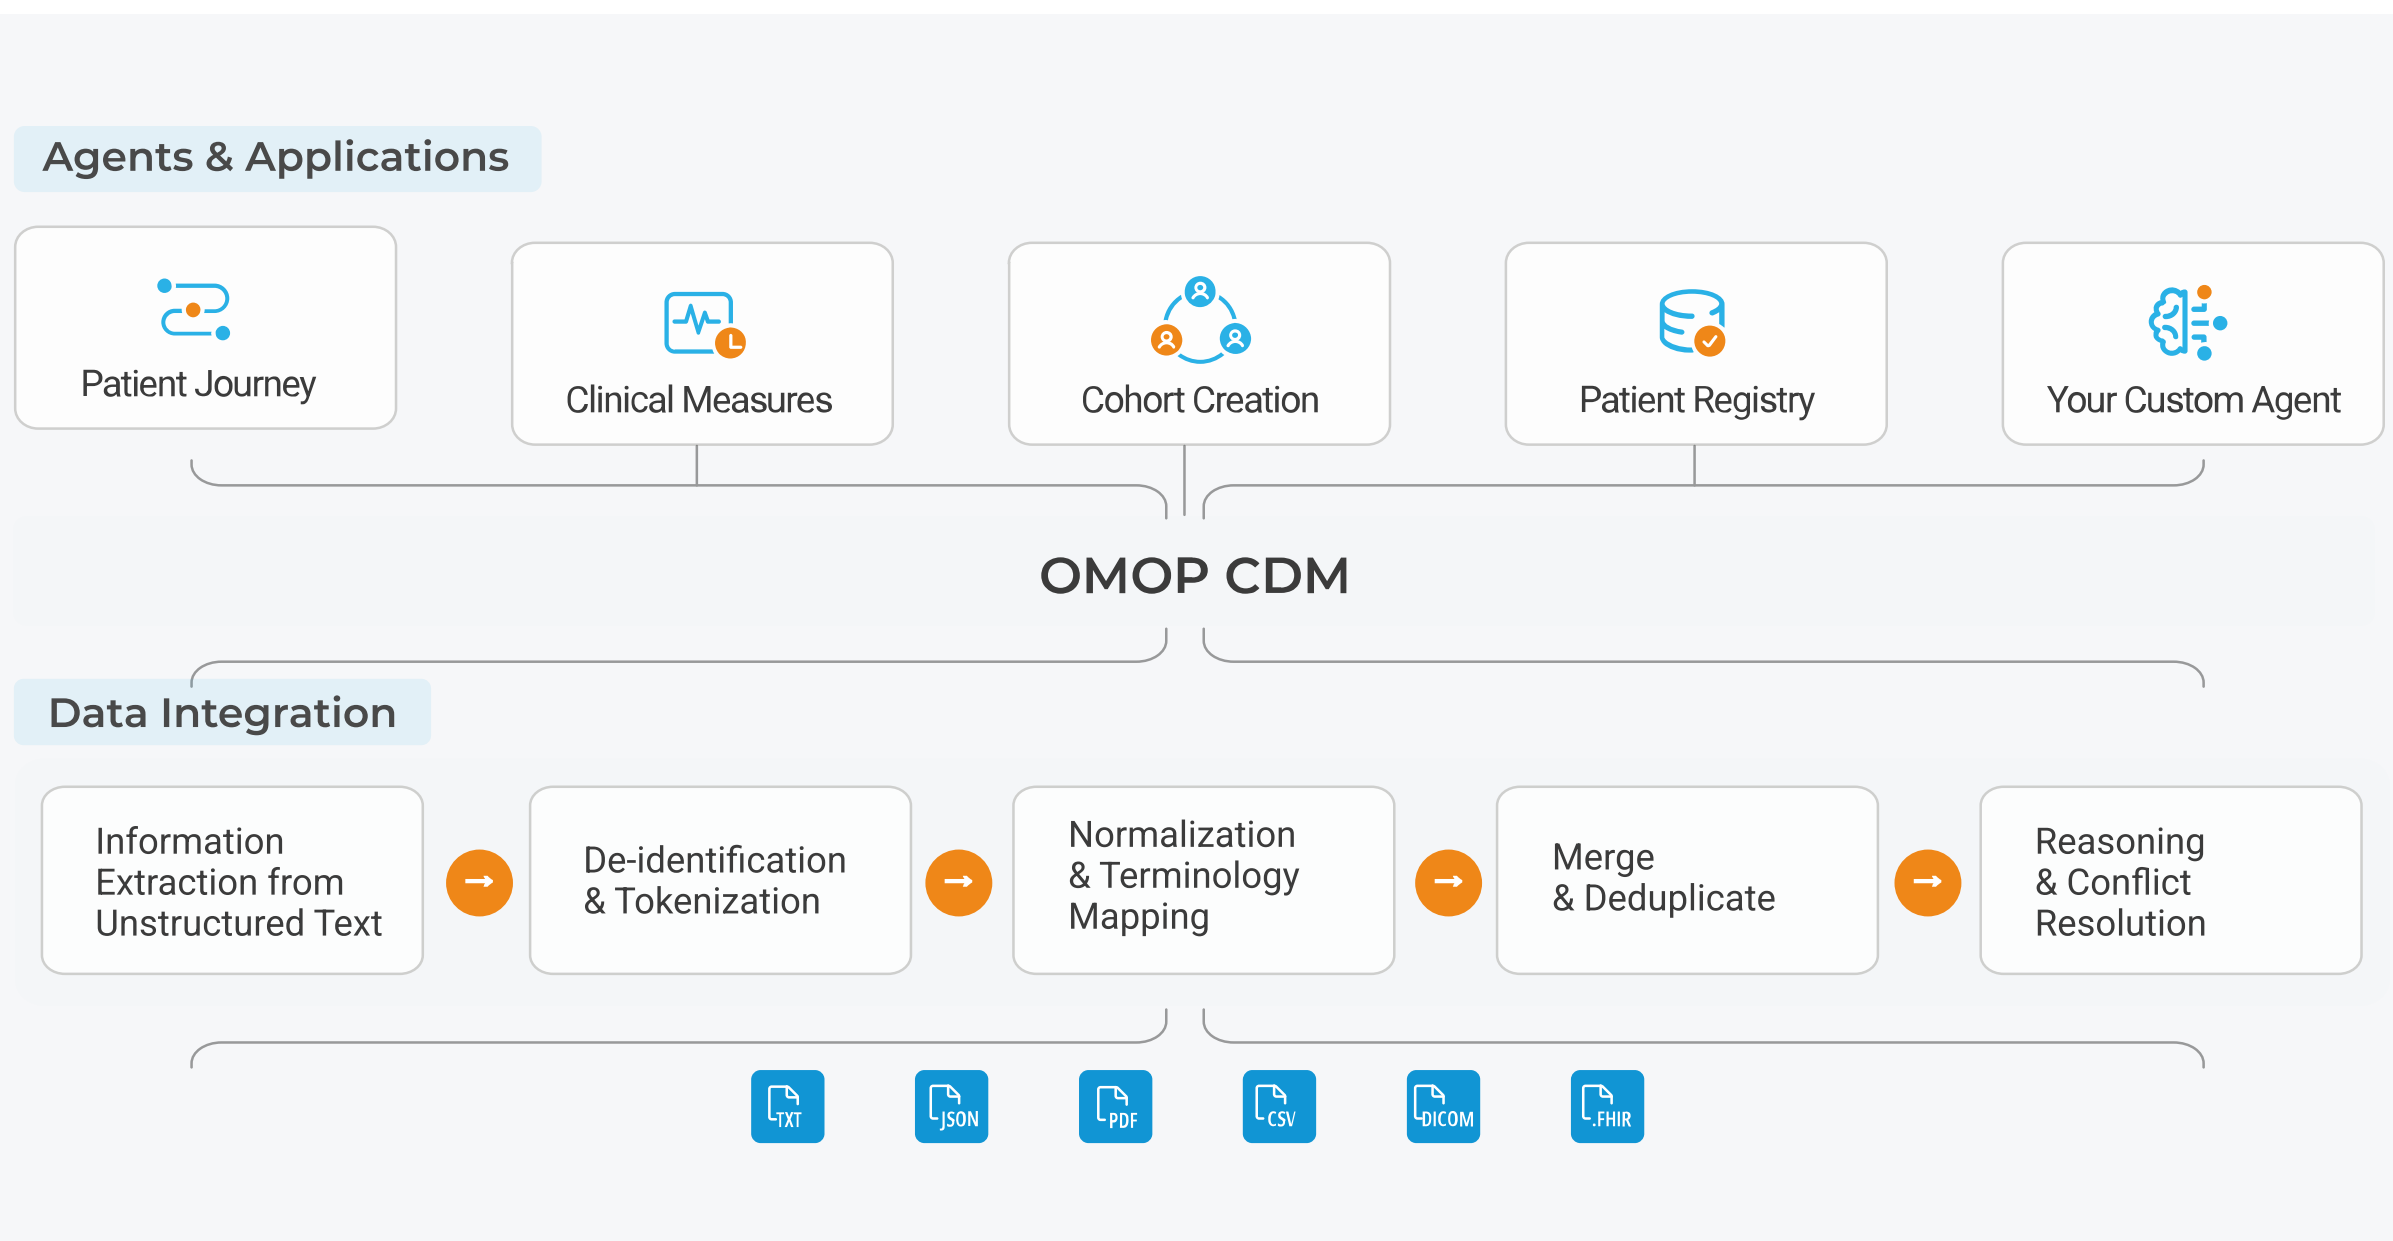 Agents & Applications
Patient Journey
Clinical Measures
Cohort Creation
Patient Registry
Your Custom Agent
OMOP CDM
Data Integration
Information
Extraction from
Unstructured Text
De-identification
& Tokenization
Normalization
& Terminology
Mapping
Merge
& Deduplicate
Reasoning
& Conflict
Resolution
TXT
JSON
PDF
CSV
DICOM
.FHIR